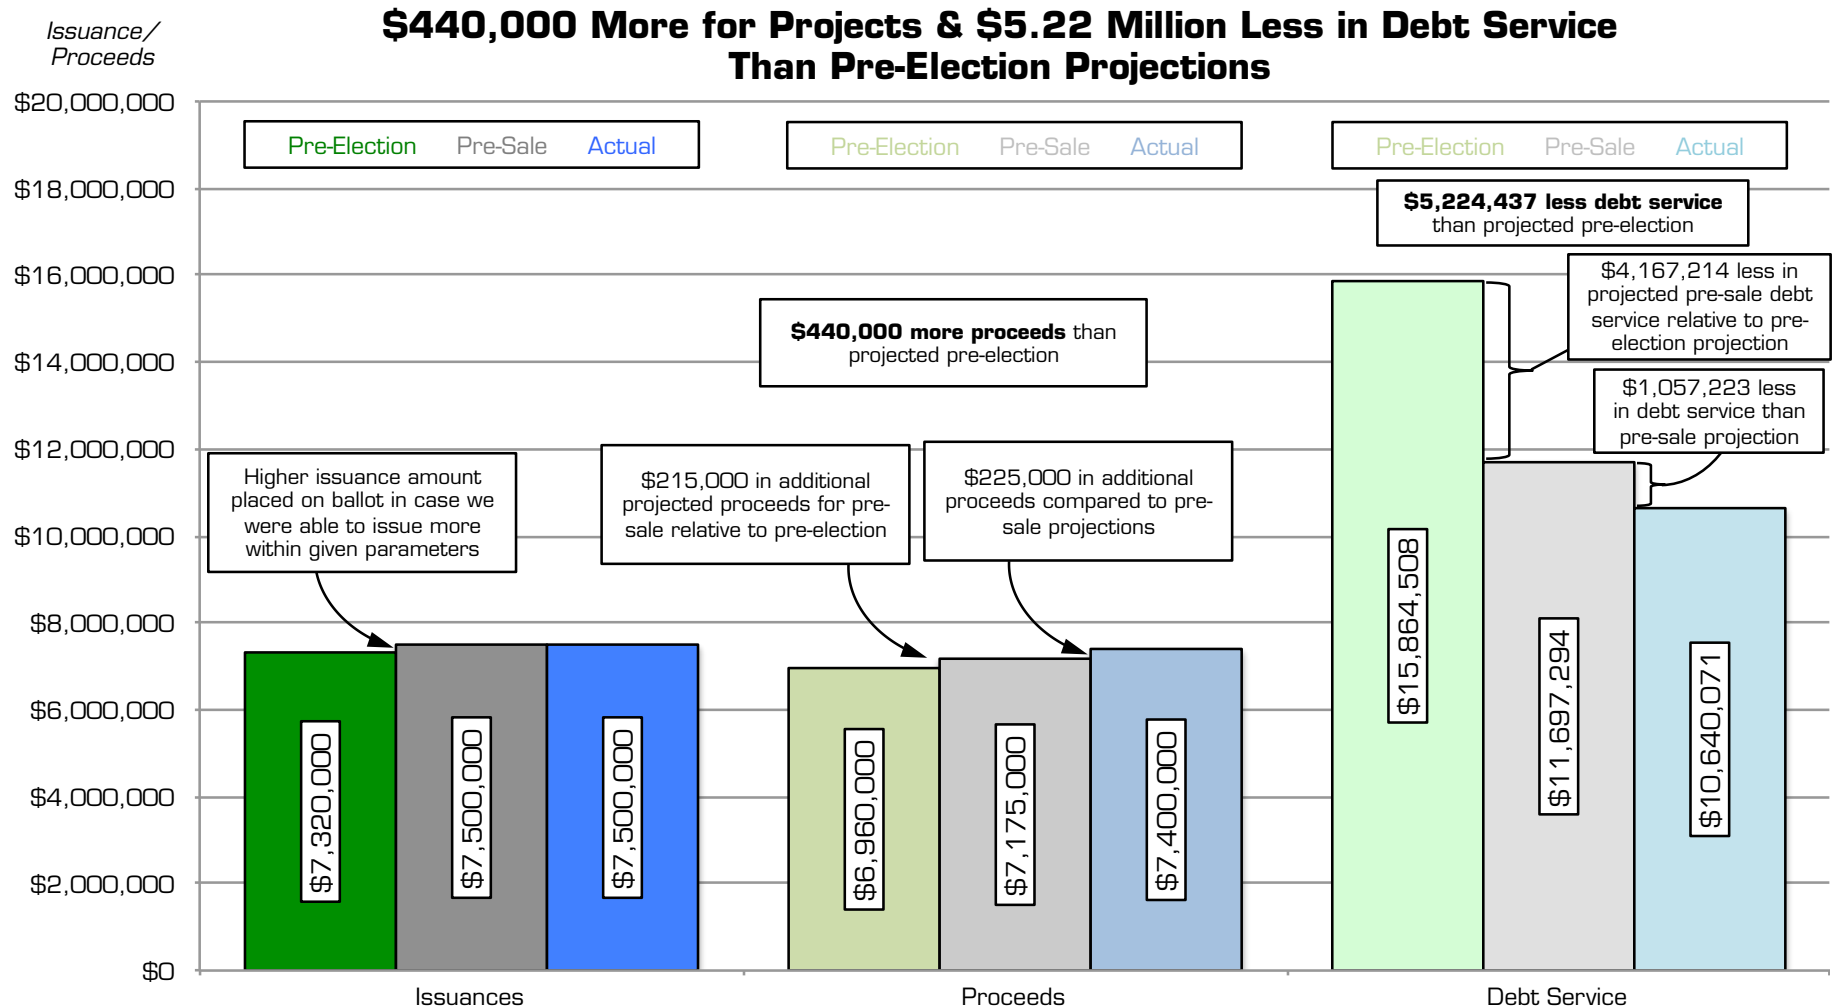 $440,000 More for Projects & $5.22 Million Less in Debt Service
Than Pre-Election Projections
Issuance/
Proceeds
$20,000,000
$18,000,000
$16,000,000
$14,000,000
$12,000,000
$10,000,000
$8,000,000
$6,000,000
$4,000,000
$2,000,000
$0
Pre-Election Pre-Sale Actual
Pre-Election Pre-Sale Actual
Pre-Election Pre-Sale Actual
$5,224,437 less debt service
than projected pre-election
$4,167,214 less in
projected pre-sale debt
service relative to pre-
election projection
$440,000 more proceeds than
projected pre-election
$1,057,223 less
in debt service than
pre-sale projection
Higher issuance amount
placed on ballot in case we
were able to issue more
within given parameters
$215,000 in additional
projected proceeds for pre-
sale relative to pre-election
$225,000 in additional
proceeds compared to pre-
sale projections
$7,320,000
$7,500,000
$7,500,000
$6,960,000
$7,175,000
$7,400,000
$15,864,508
$11,697,294
$10,640,071
Issuances
Proceeds
Debt Service